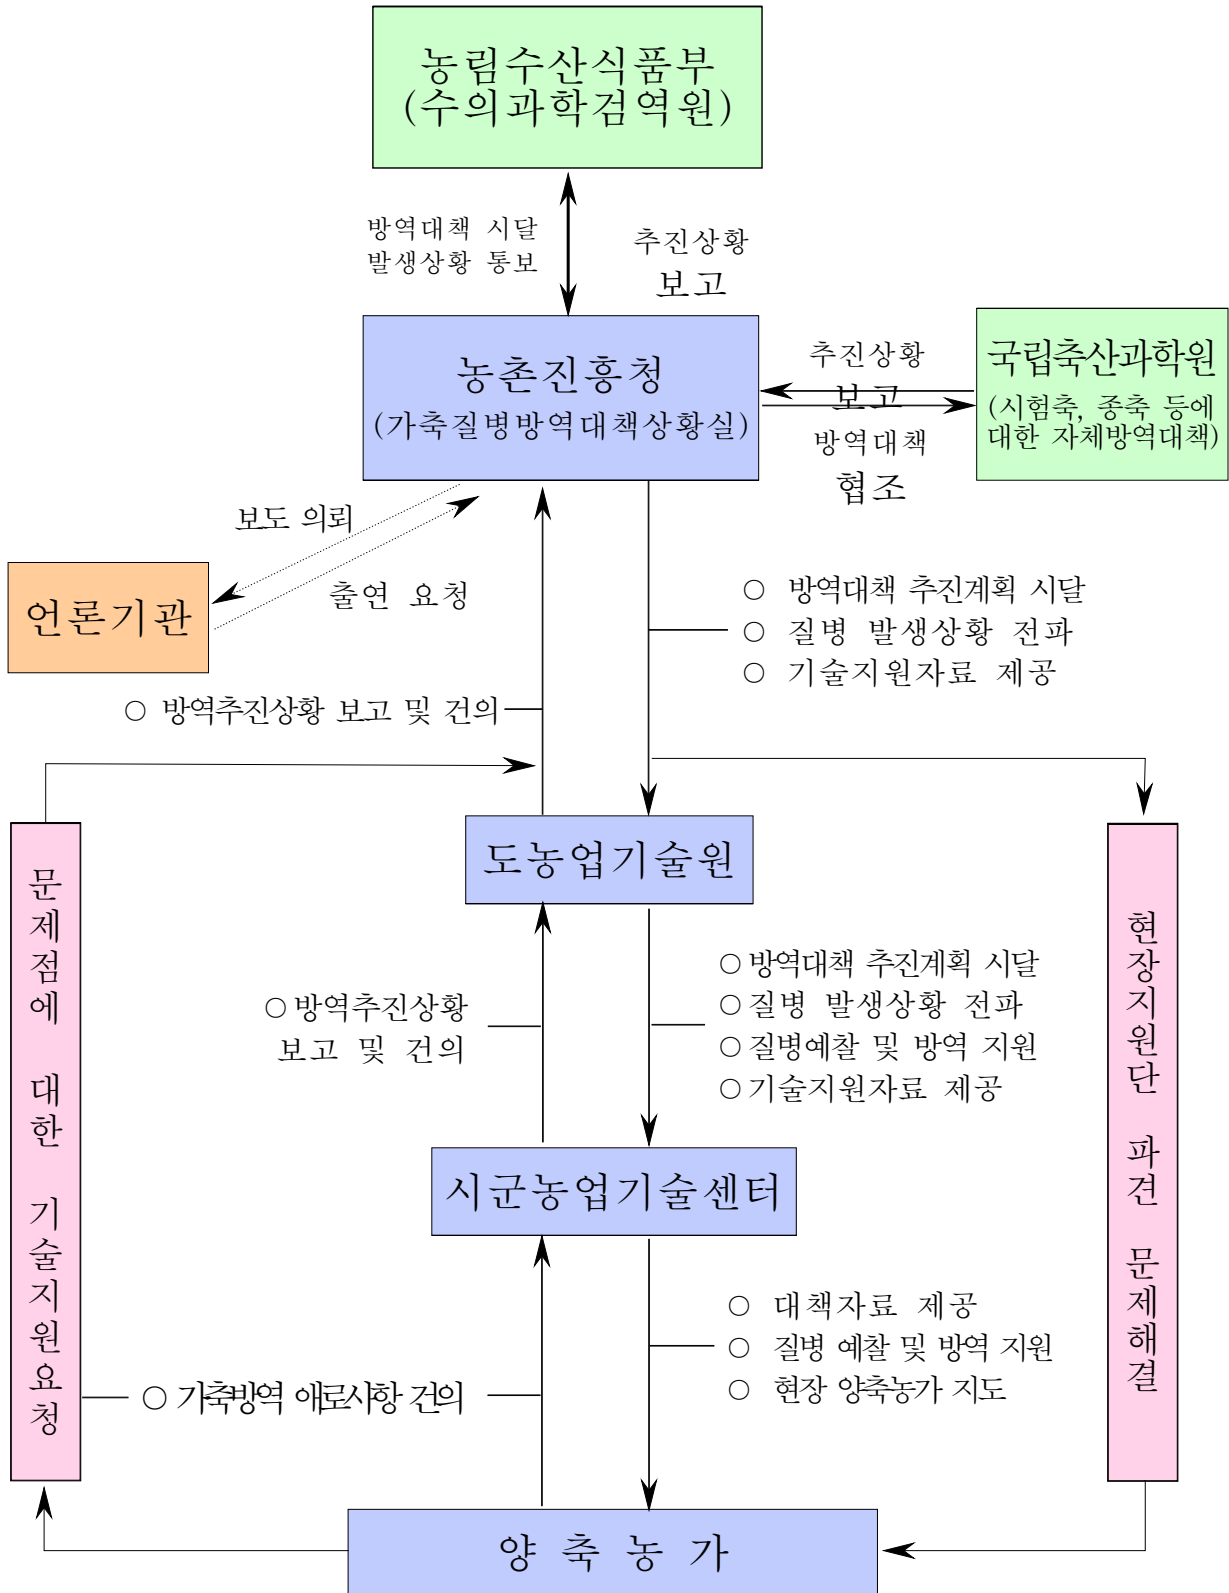 농림수산식품부
(수의과학검역원)
방역대책 시달
발생상황 통보
추진상황
보고
농촌진흥청
(가축질병방역대책상황실)
추진상황
보고
방역대책
협조
국립축산과학원
(시험축, 종축 등에
대한 자체방역대책)
보도 의뢰
출연 요청
언론기관
○ 방역대책 추진계획 시달
○ 질병 발생상황 전파
○ 기술지원자료 제공
○ 방역추진상황 보고 및 건의
도농업기술원
문제점에 대한 기술지원요청
현장지원단 파견 문제해결
○방역추진상황
보고 및 건의
○방역대책 추진계획 시달
○질병 발생상황 전파
○질병예찰 및 방역 지원
○기술지원자료 제공
시군농업기술센터
○ 대책자료 제공
○ 질병 예찰 및 방역 지원
○ 현장 양축농가 지도
○ 가축방역 애로사항 건의
양 축 농 가